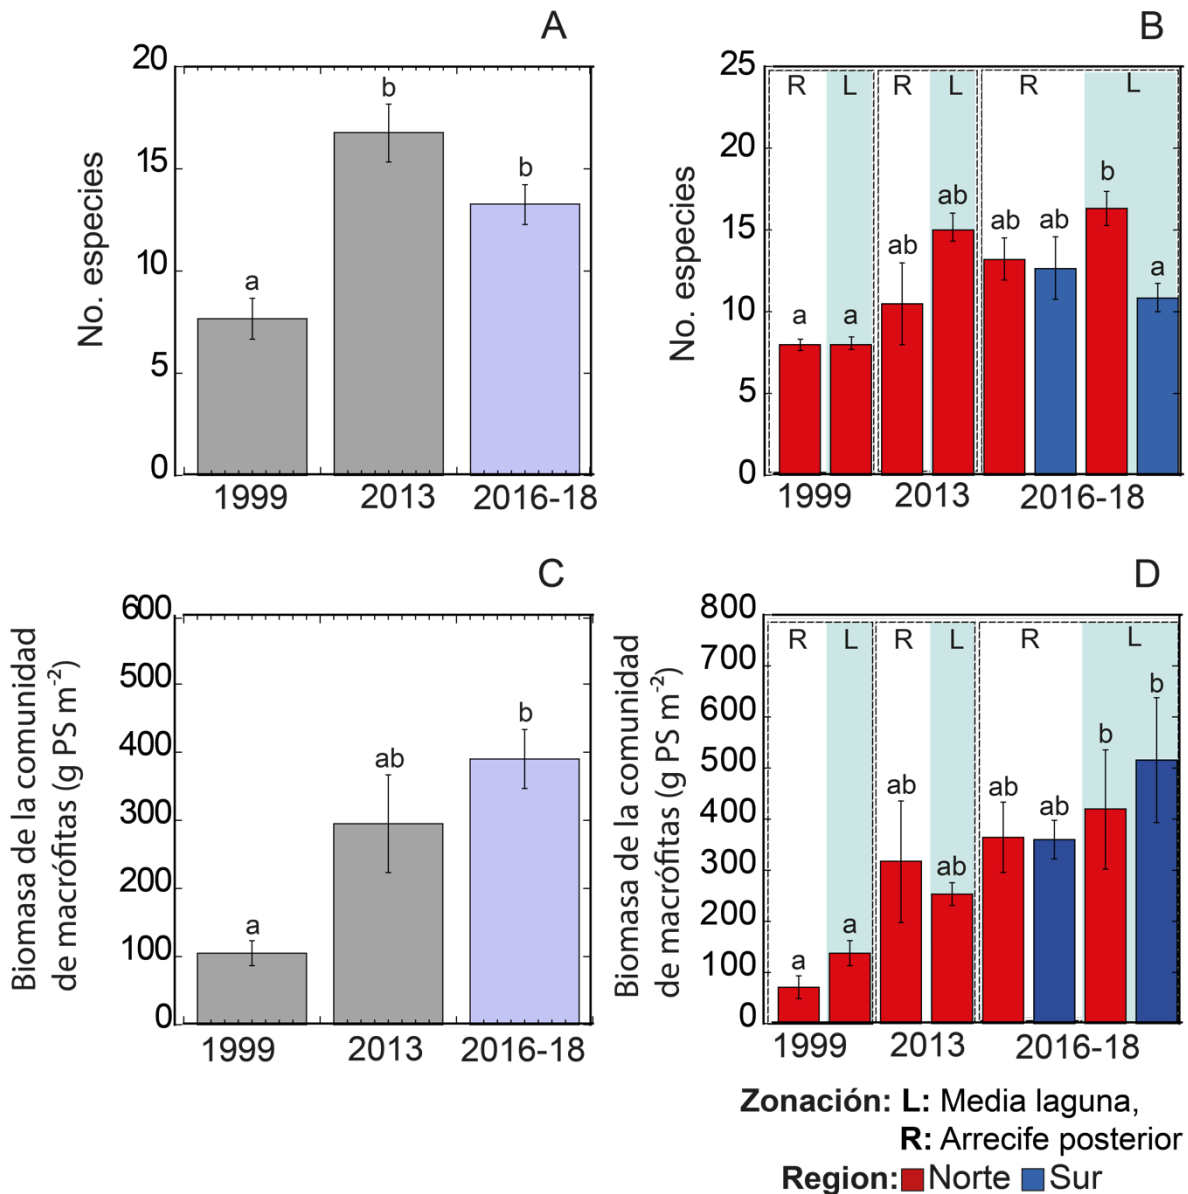 A
No. especies
20
15
10
5
0
a
b
b
1999
2013
2016-18
B
No. especies
25
20
15
10
5
0
R
L
R
L
R
L
a
a
ab
ab
ab
ab
b
a
1999
2013
2016-18
C
Biomasa de la comunidad
de macrófitas (g PS m⁻²)
600
500
400
300
200
100
0
a
ab
b
1999
2013
2016-18
D
Biomasa de la comunidad
de macrófitas (g PS m⁻²)
800
700
600
500
400
300
200
100
0
R
L
R
L
R
L
a
a
ab
ab
ab
ab
b
b
1999
2013
2016-18
Zonación: L: Media laguna,
R: Arrecife posterior
Region: Norte Sur